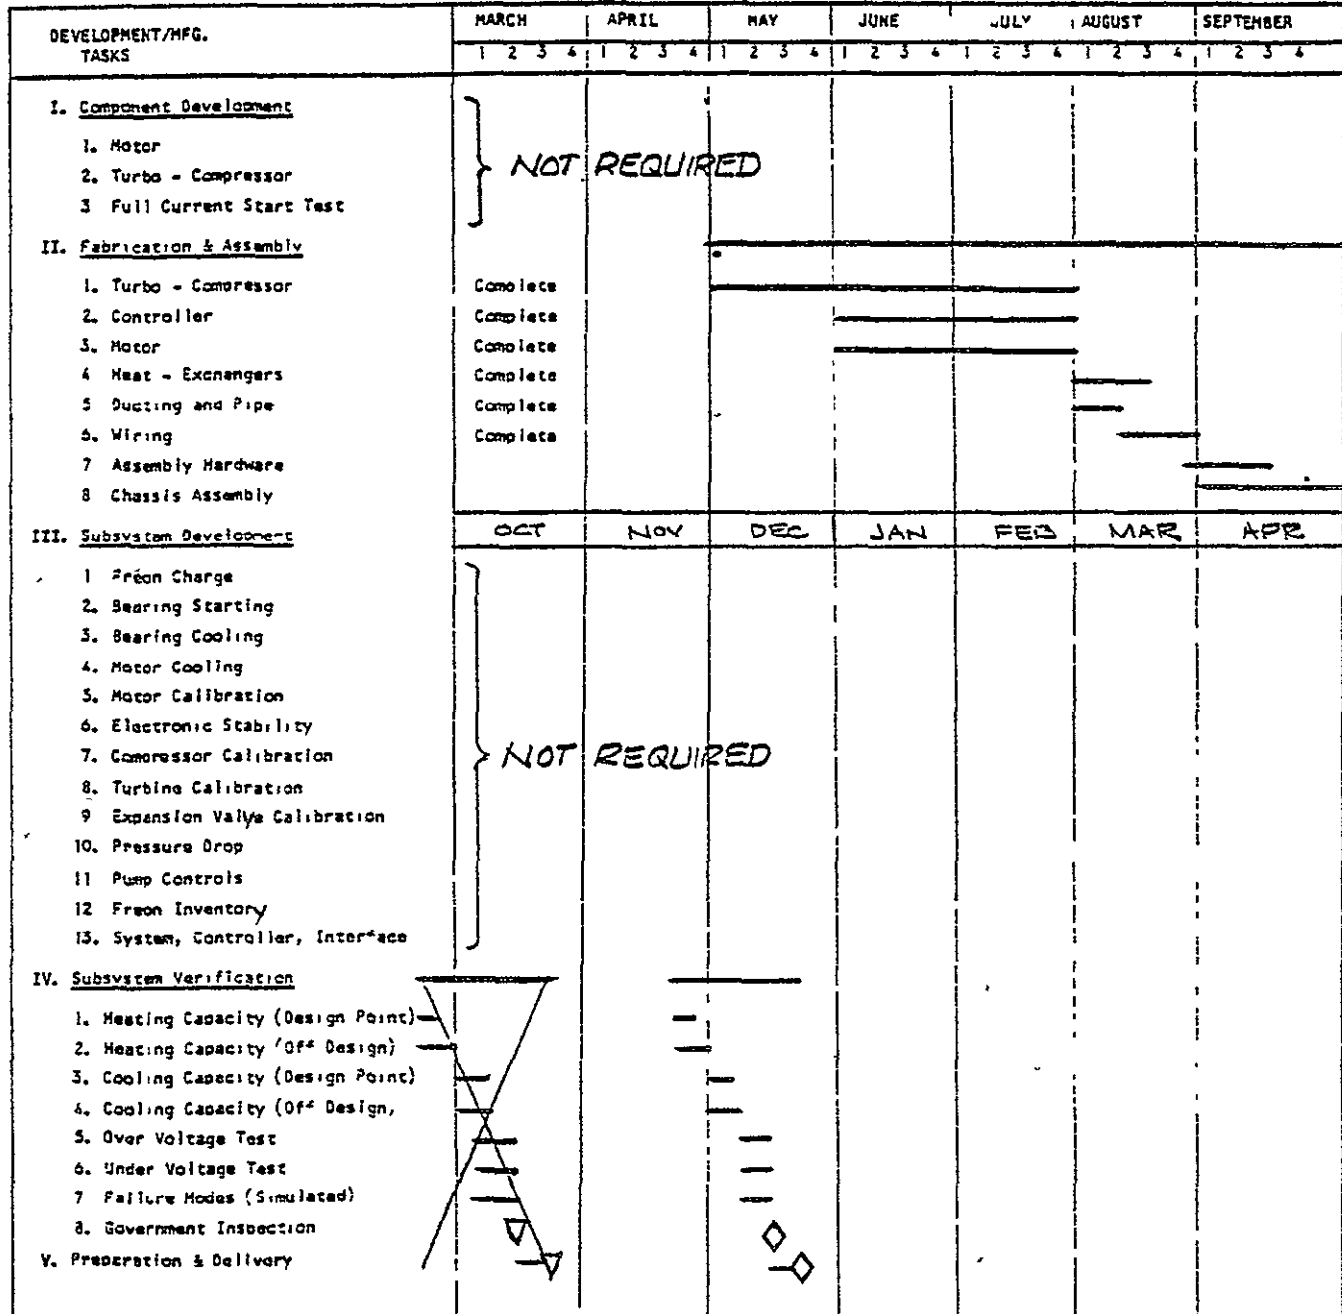 DEVELOPMENT/MFG.
TASKS
MARCH APRIL MAY JUNE JULY AUGUST SEPTEMBER
1 2 3 4 1 2 3 4 1 2 3 4 1 2 3 4 1 2 3 4 1 2 3 4 1 2 3 4
I. Component Development
1. Motor
2. Turbo - Compressor
3 Full Current Start Test
NOT REQUIRED
II. Fabrication & Assembly
1. Turbo - Compressor Complete
2. Controller Complete
3. Motor Complete
4 Heat - Exchangers Complete
5 Ducting and Pipe Complete
6. Wiring Complete
7 Assembly Hardware
8 Chassis Assembly
III. Subsystem Development OCT NOV DEC JAN FEB MAR APR
1 Freon Charge
2. Bearing Starting
3. Bearing Cooling
4. Motor Cooling
5. Motor Calibration
6. Electronic Stability
7. Compressor Calibration
NOT REQUIRED
8. Turbine Calibration
9 Expansion Valve Calibration
10. Pressure Drop
11 Pump Controls
12 Freon Inventory
13. System, Controller, Interface
IV. Subsystem Verification
1. Heating Capacity (Design Point)
2. Heating Capacity (Off Design)
3. Cooling Capacity (Design Point)
4. Cooling Capacity (Off Design,
5. Over Voltage Test
6. Under Voltage Test
7 Failure Modes (Simulated)
8. Government Inspection
V. Preparation & Delivery